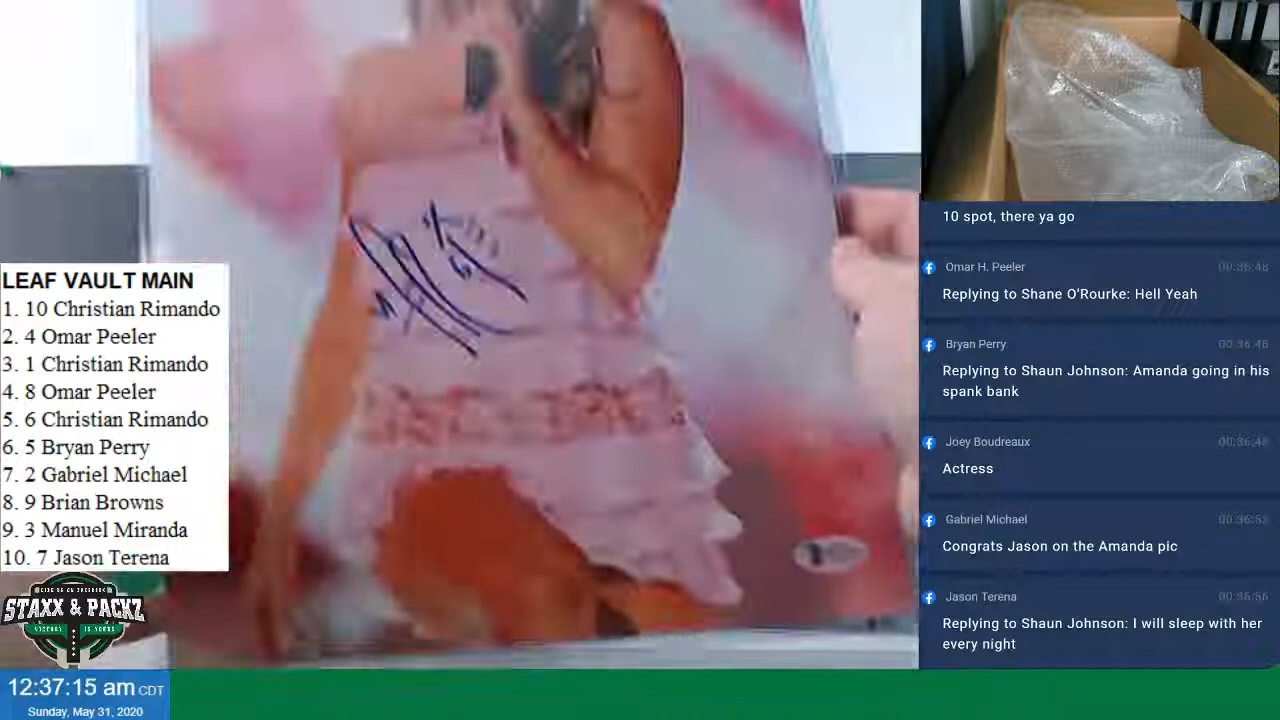 LEAF VAULT MAIN
1. 10 Christian Rimando
2. 4 Omar Peeler
3. 1 Christian Rimando
4. 8 Omar Peeler
5. 6 Christian Rimando
6. 5 Bryan Perry
7. 2 Gabriel Michael
8. 9 Brian Browns
9. 3 Manuel Miranda
10. 7 Jason Terena
STAXX & PACKZ
12:37:15 am CDT
Sunday, May 31, 2020
10 spot, there ya go
Omar H. Peeler 00:36:48
Replying to Shane O'Rourke: Hell Yeah
Bryan Perry 00:36:48
Replying to Shaun Johnson: Amanda going in his
spank bank
Joey Boudreaux 00:36:48
Actress
Gabriel Michael 00:36:52
Congrats Jason on the Amanda pic
Jason Terena 00:36:56
Replying to Shaun Johnson: I will sleep with her
every night